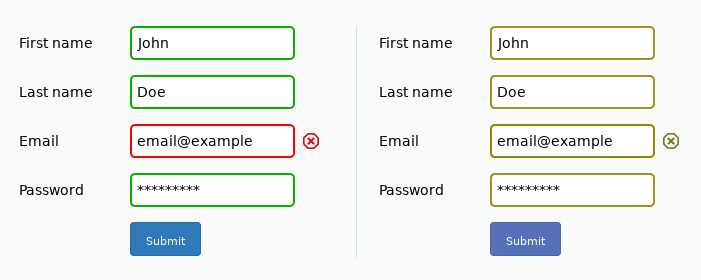 First name John
Last name Doe
Email email@example
Password *********
Submit
First name John
Last name Doe
Email email@example
Password *********
Submit